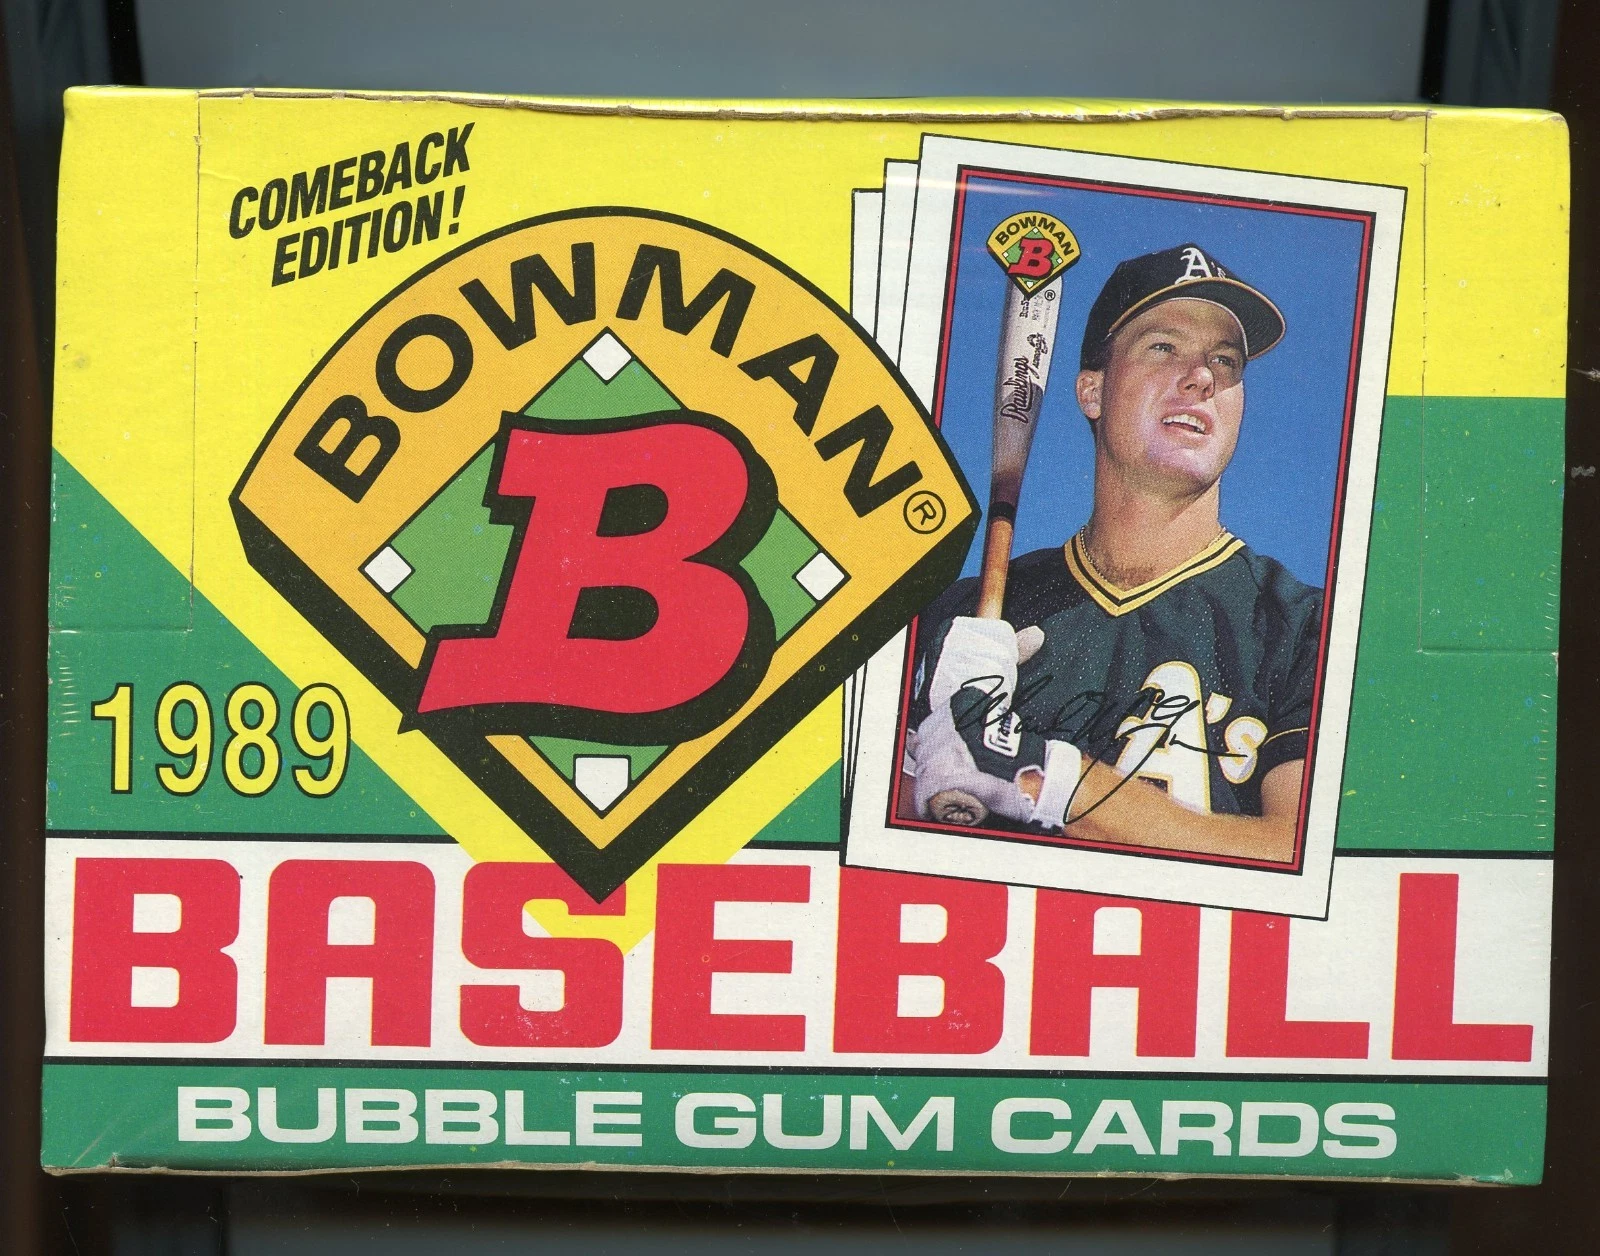 COMEBACK
EDITION!
BOWMAN®
B
1989
BOWMAN
B
®
Rawlings
A's
A's
BASEBALL
BUBBLE GUM CARDS